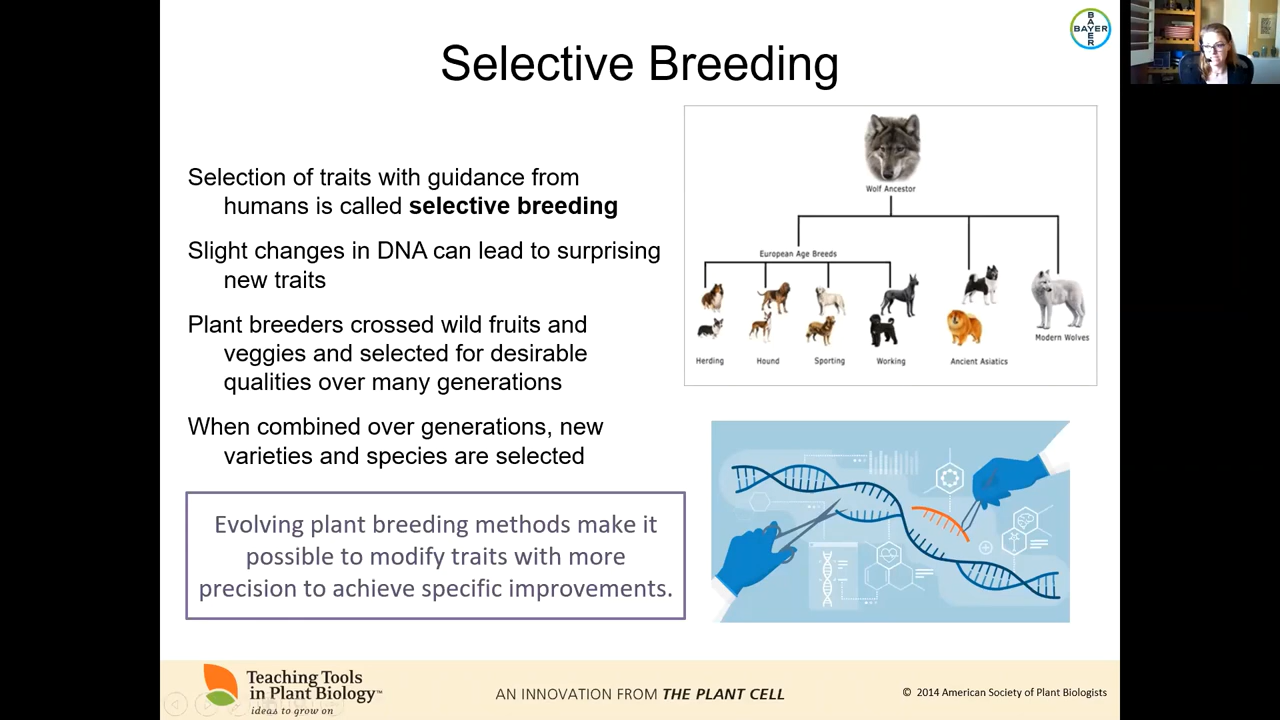 Selective Breeding
BAYER
BAYER
Selection of traits with guidance from
humans is called selective breeding
Slight changes in DNA can lead to surprising
new traits
Plant breeders crossed wild fruits and
veggies and selected for desirable
qualities over many generations
When combined over generations, new
varieties and species are selected
Evolving plant breeding methods make it
possible to modify traits with more
precision to achieve specific improvements.
Wolf Ancestor
European Age Breeds
Herding
Hound
Sporting
Working
Ancient Asiatics
Modern Wolves
Teaching Tools
in Plant Biology™
ideas to grow on
AN INNOVATION FROM THE PLANT CELL
© 2014 American Society of Plant Biologists